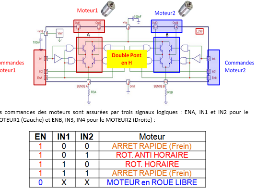 Moteur1
Moteur2
Double Pont
en H
Commandes
Moteur2
commandes des moteurs sont assurées par trois signaux logiques : ENA, IN1 et IN2 pour le
MOTEUR1 (Gauche) et ENB, IN3, IN4 pour le MOTEUR2 (Droite) .
EN IN1 IN2 Moteur
1 0 0 ARRET RAPIDE (Frein)
1 0 1 ROT. ANTI HORAIRE
1 1 0 ROT. HORAIRE
1 1 1 ARRET RAPIDE (Frein)
0 X X MOTEUR en ROUE LIBRE